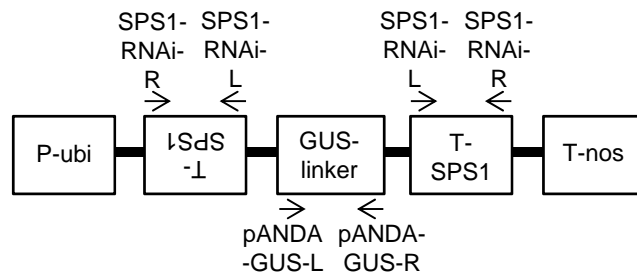 SPS1-
RNAi-
R
SPS1-
RNAi-
L
SPS1-
RNAi-
L
SPS1-
RNAi-
R
P-ubi
T-
SPS1
GUS-
linker
T-
SPS1
T-nos
pANDA
-GUS-L
pANDA-
GUS-R